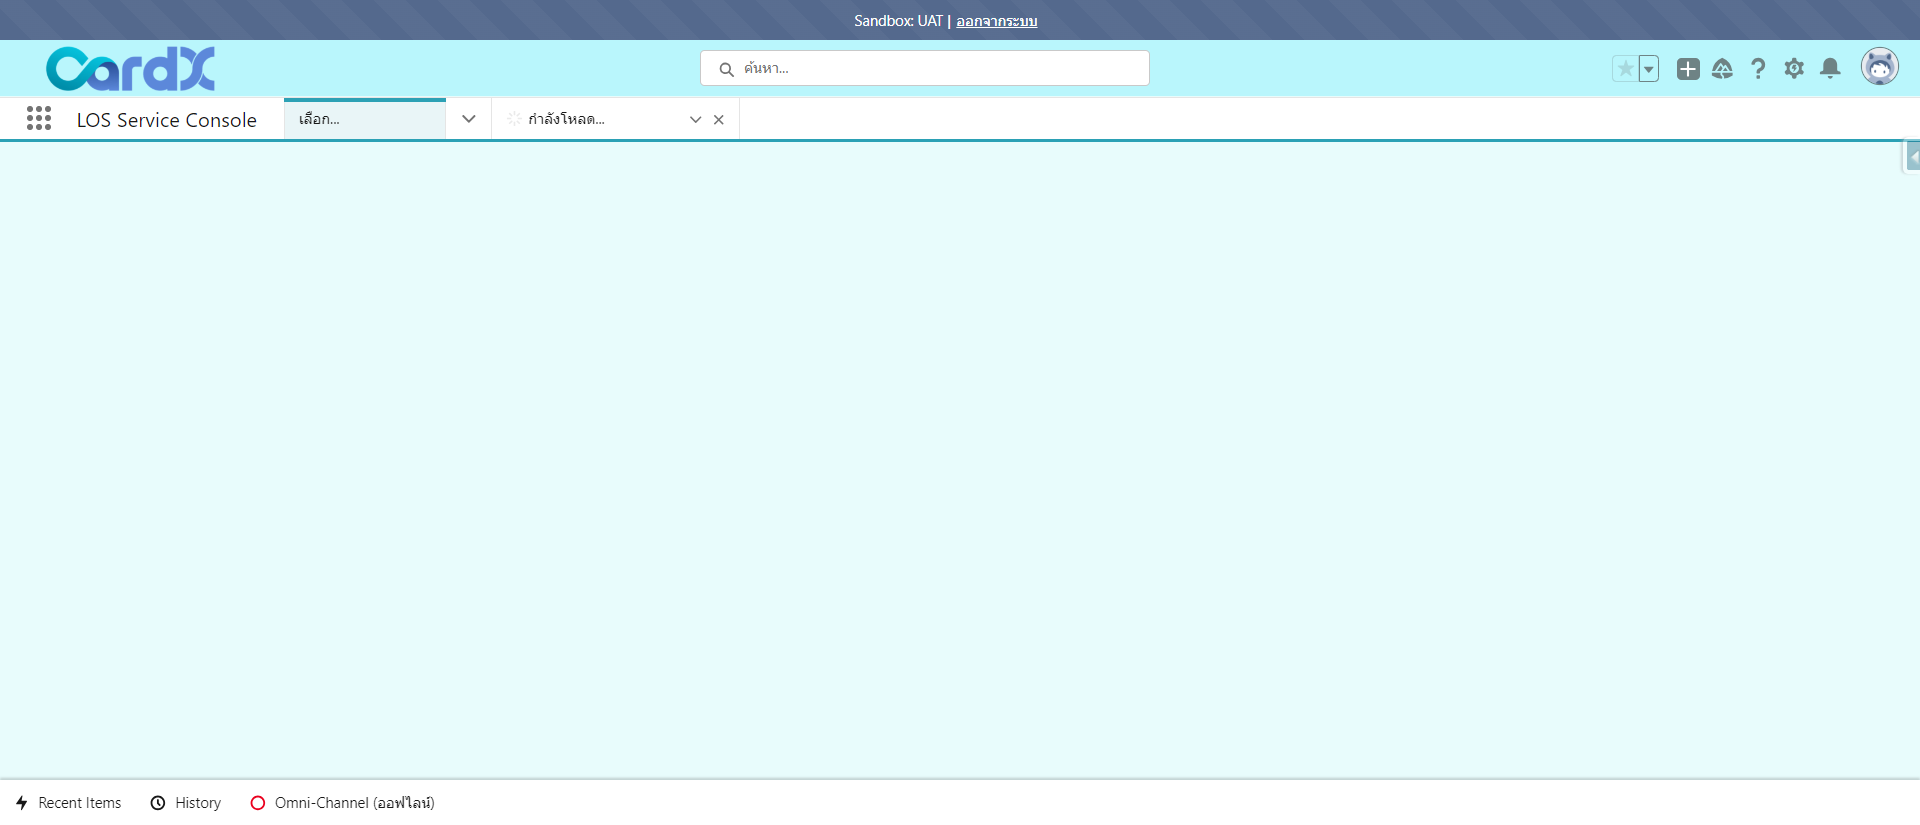 Sandbox: UAT | ออกจากระบบ
CardX
ค้นหา...
LOS Service Console
เลือก...
กำลังโหลด...
Recent Items
History
Omni-Channel (ออฟไลน์)